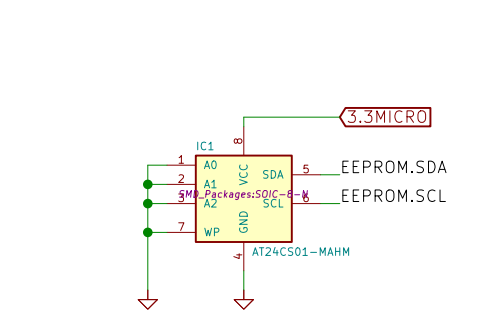 3.3MICRO
IC1
8
1 A0 VCC SDA 5 EEPROM.SDA
2 A1
SMD_Packages:SOIC-8-N
3 A2 SCL 6 EEPROM.SCL
7 WP GND
4 AT24CS01-MAHM